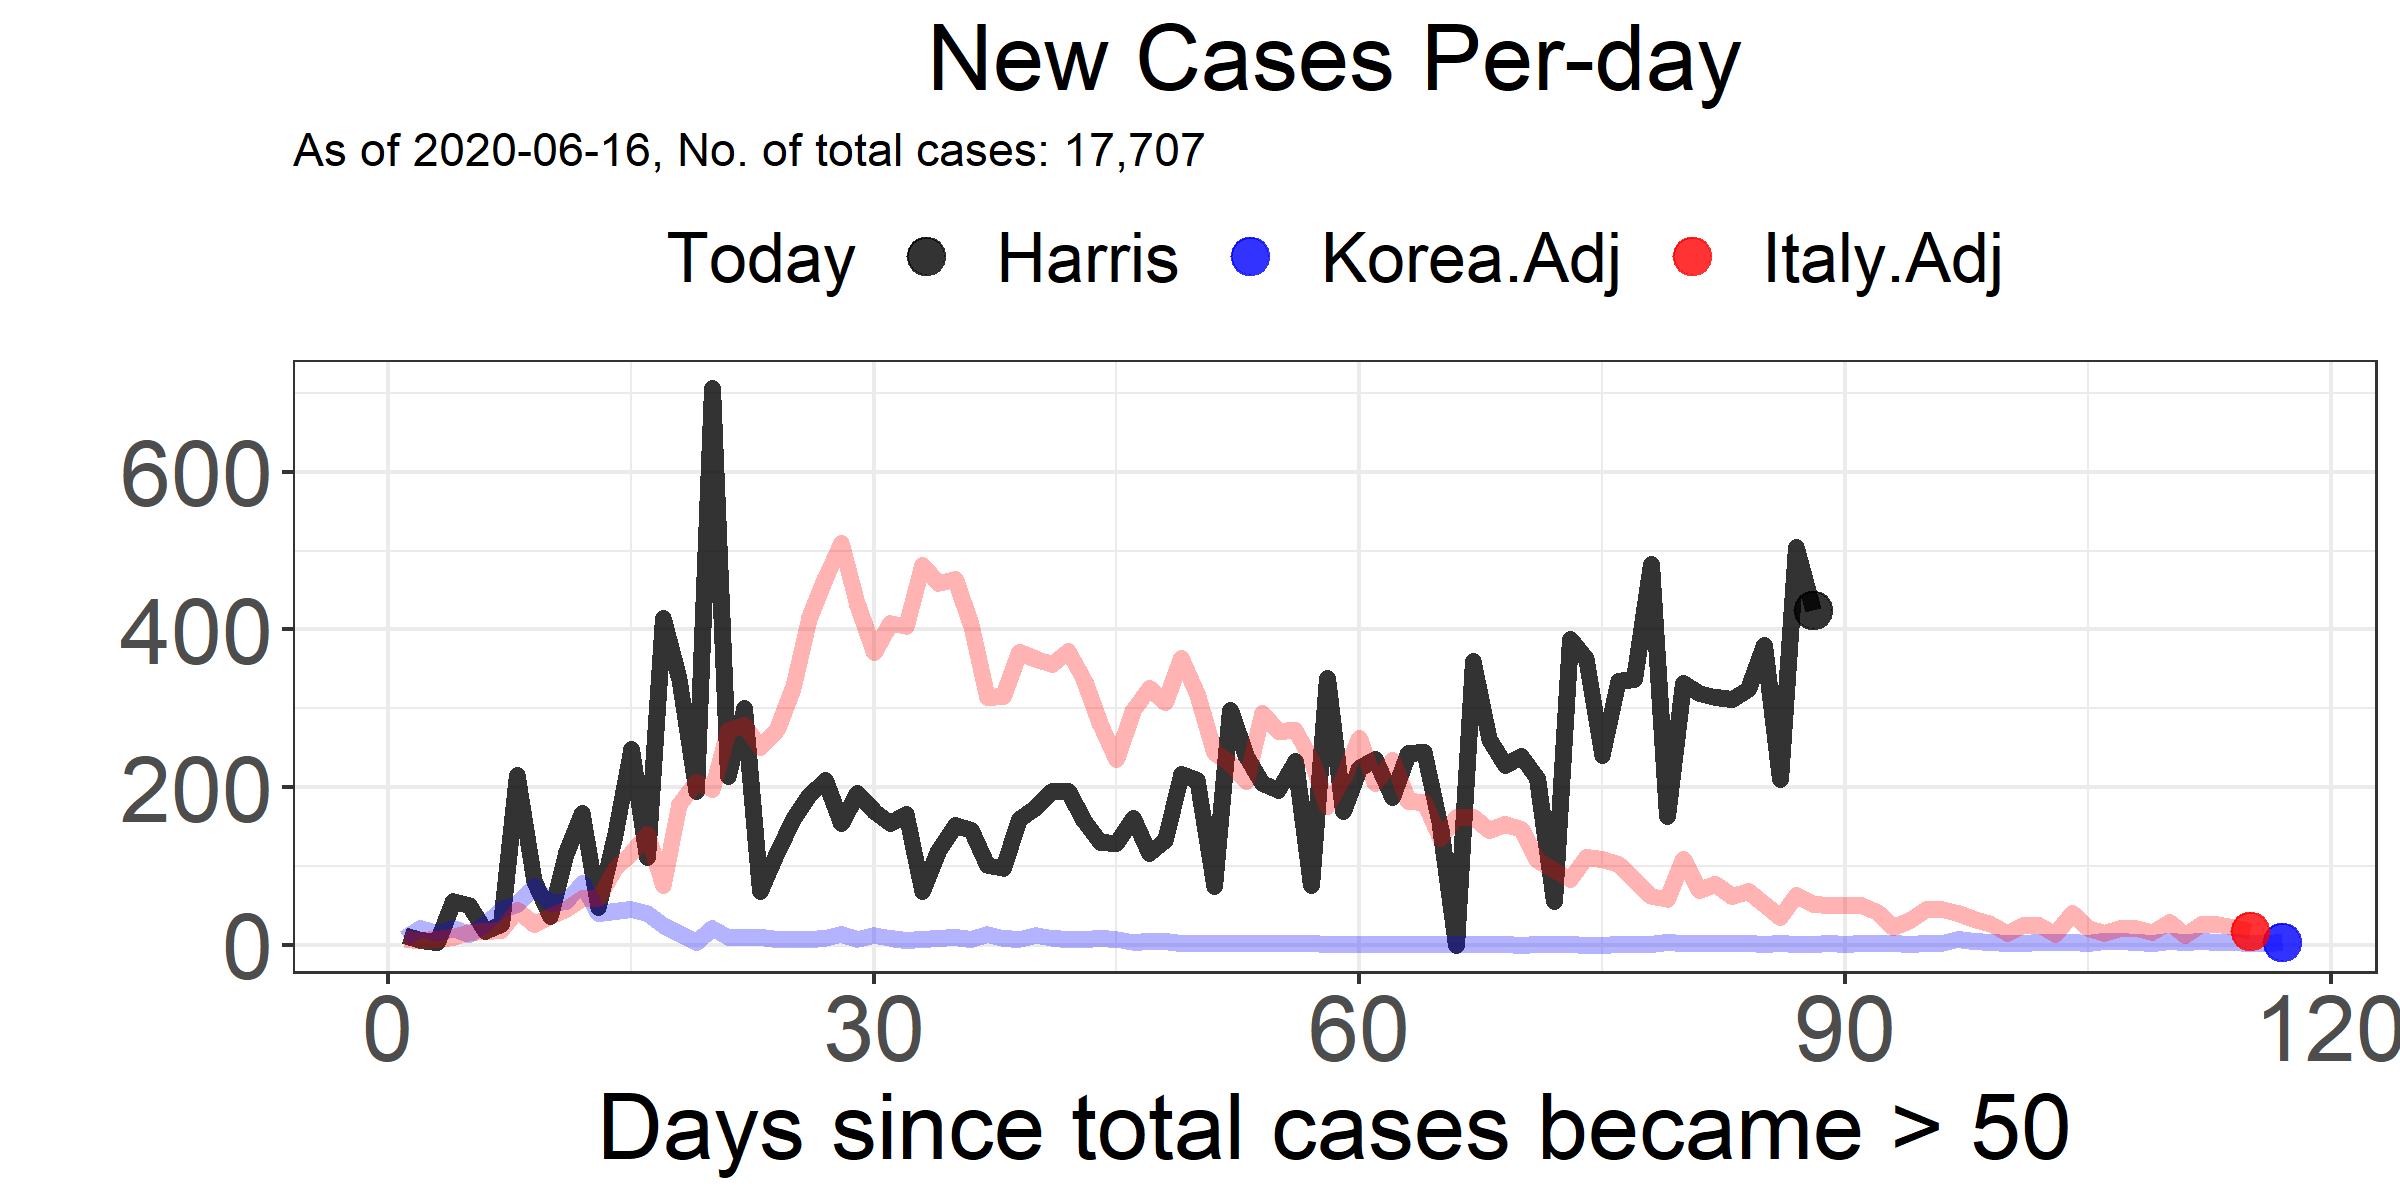 New Cases Per-day
As of 2020-06-16, No. of total cases: 17,707
Today Harris Korea.Adj Italy.Adj
600
400
200
0
0 30 60 90 120
Days since total cases became > 50